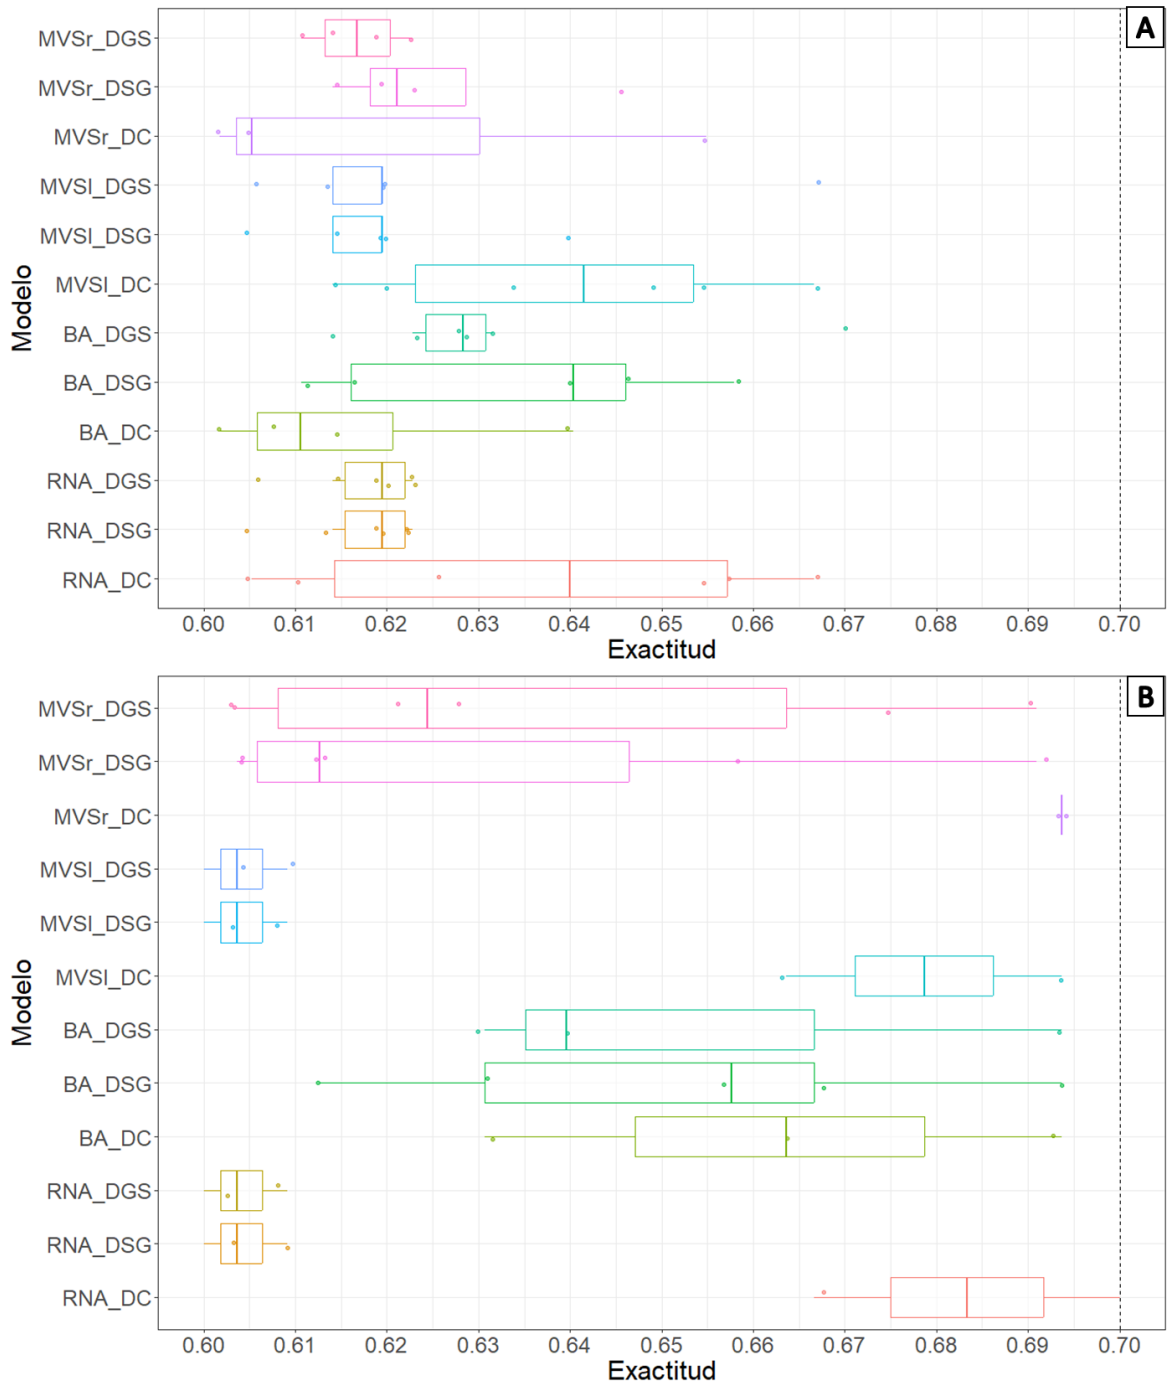 A
MVSr_DGS
MVSr_DSG
MVSr_DC
MVSl_DGS
MVSl_DSG
MVSl_DC
BA_DGS
BA_DSG
BA_DC
RNA_DGS
RNA_DSG
RNA_DC
Modelo
0.60 0.61 0.62 0.63 0.64 0.65 0.66 0.67 0.68 0.69 0.70
Exactitud
B
MVSr_DGS
MVSr_DSG
MVSr_DC
MVSl_DGS
MVSl_DSG
MVSl_DC
BA_DGS
BA_DSG
BA_DC
RNA_DGS
RNA_DSG
RNA_DC
Modelo
0.60 0.61 0.62 0.63 0.64 0.65 0.66 0.67 0.68 0.69 0.70
Exactitud